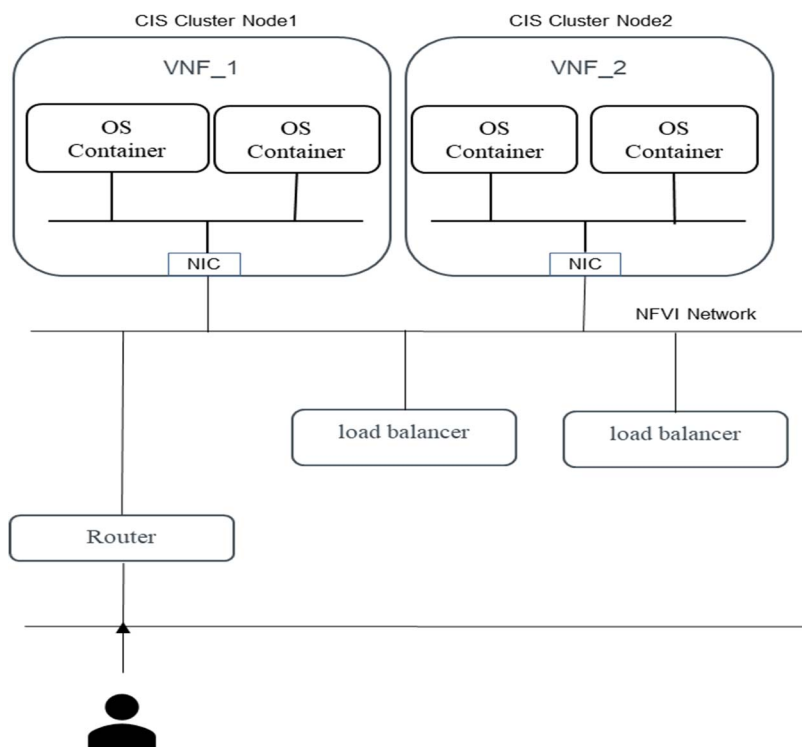 CIS Cluster Node1
CIS Cluster Node2
VNF_1
VNF_2
OS
Container
OS
Container
OS
Container
OS
Container
NIC
NIC
NFVI Network
load balancer
load balancer
Router